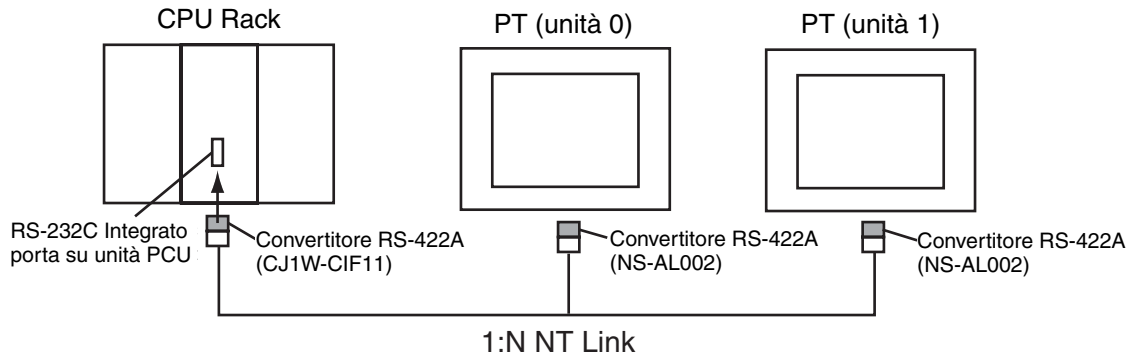 CPU Rack
PT (unità 0)
PT (unità 1)
RS-232C Integrato
porta su unità PCU
Convertitore RS-422A
(CJ1W-CIF11)
Convertitore RS-422A
(NS-AL002)
Convertitore RS-422A
(NS-AL002)
1:N NT Link